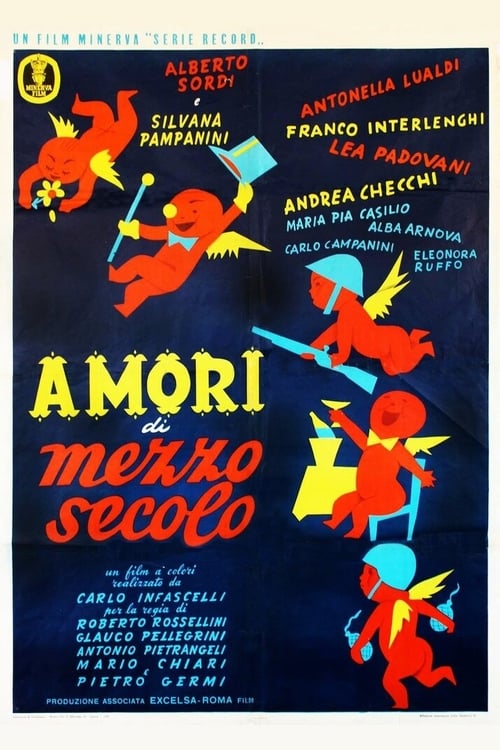 UN FILM MINERVA "SERIE RECORD..
MINERVA
FILM
ALBERTO
SORDI
e
SILVANA
PAMPANINI
ANTONELLA LUALDI
FRANCO INTERLENGHI
LEA PADOVANI
ANDREA CHECCHI
MARIA PIA CASILIO
ALBA ARNOVA
CARLO CAMPANINI
ELEONORA
RUFFO
AMORI
di
mezzo
secolo
un film a colori
realizzato da
CARLO INFASCELLI
per la regia di
ROBERTO ROSSELLINI
GLAUCO PELLEGRINI
ANTONIO PIETRANGELI
MARIO CHIARI
e
PIETRO GERMI
PRODUZIONE ASSOCIATA EXCELSA-ROMA FILM